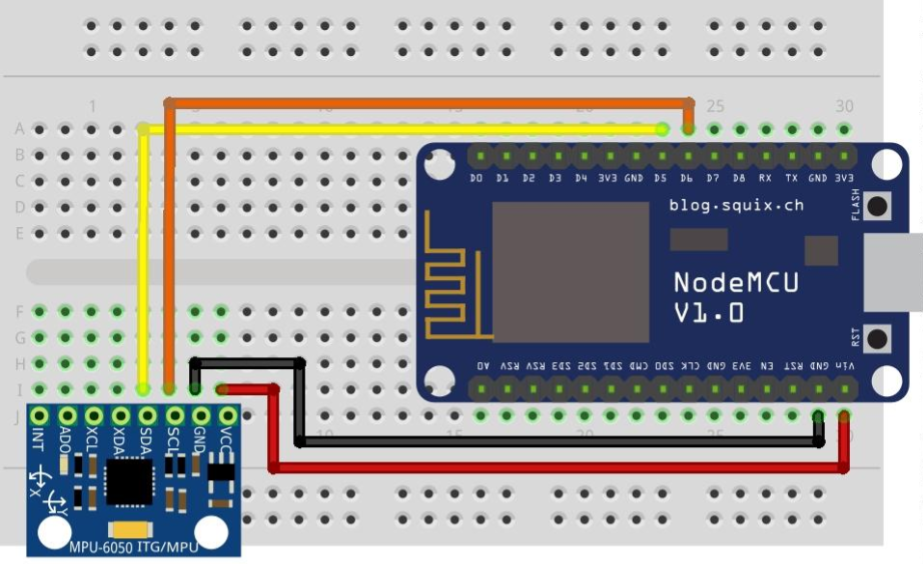 1 5 10 15 20 25 30
A
B
C
D
E
D0 D1 D2 D3 D4 3V3 GND D5 D6 D7 D8 RX TX GND 3V3
blog.squix.ch
FLASH
NodeMCU
V1.0
RST
F
G
H
I
J
A0 RSV RSV SD3 SD2 SD1 CMD SDO CLK GND 3V3 EN RST GND Vin
10 15 20 25 30
INT ADO XCL XDA SDA SCL GND VCC
X
Y
MPU-6050 ITG/MPU